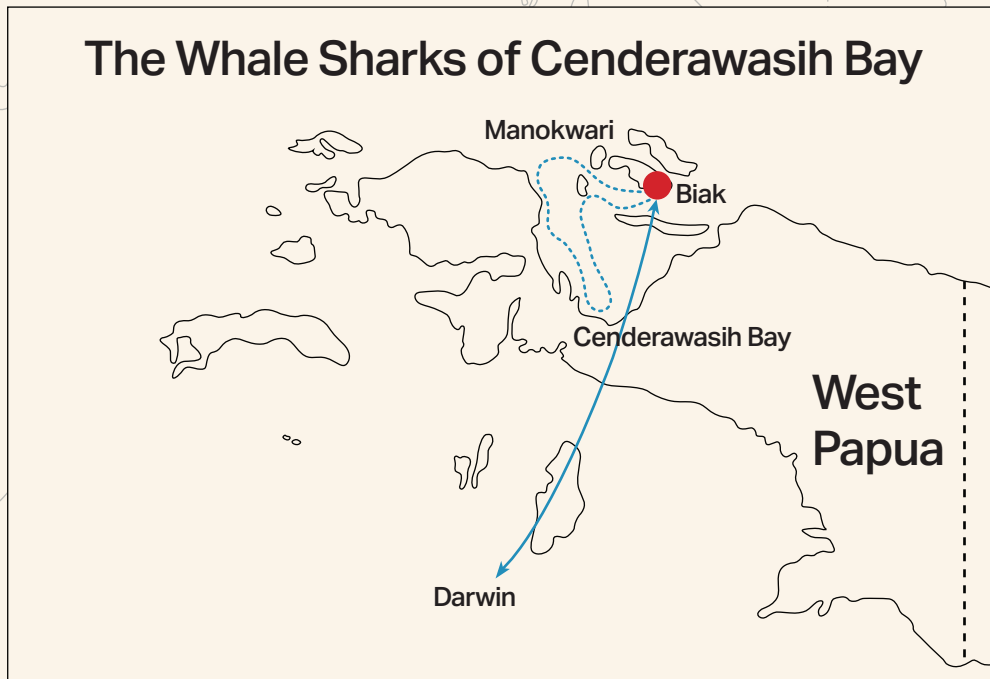 The Whale Sharks of Cenderawasih Bay
Manokwari
Biak
Cenderawasih Bay
West
Papua
Darwin